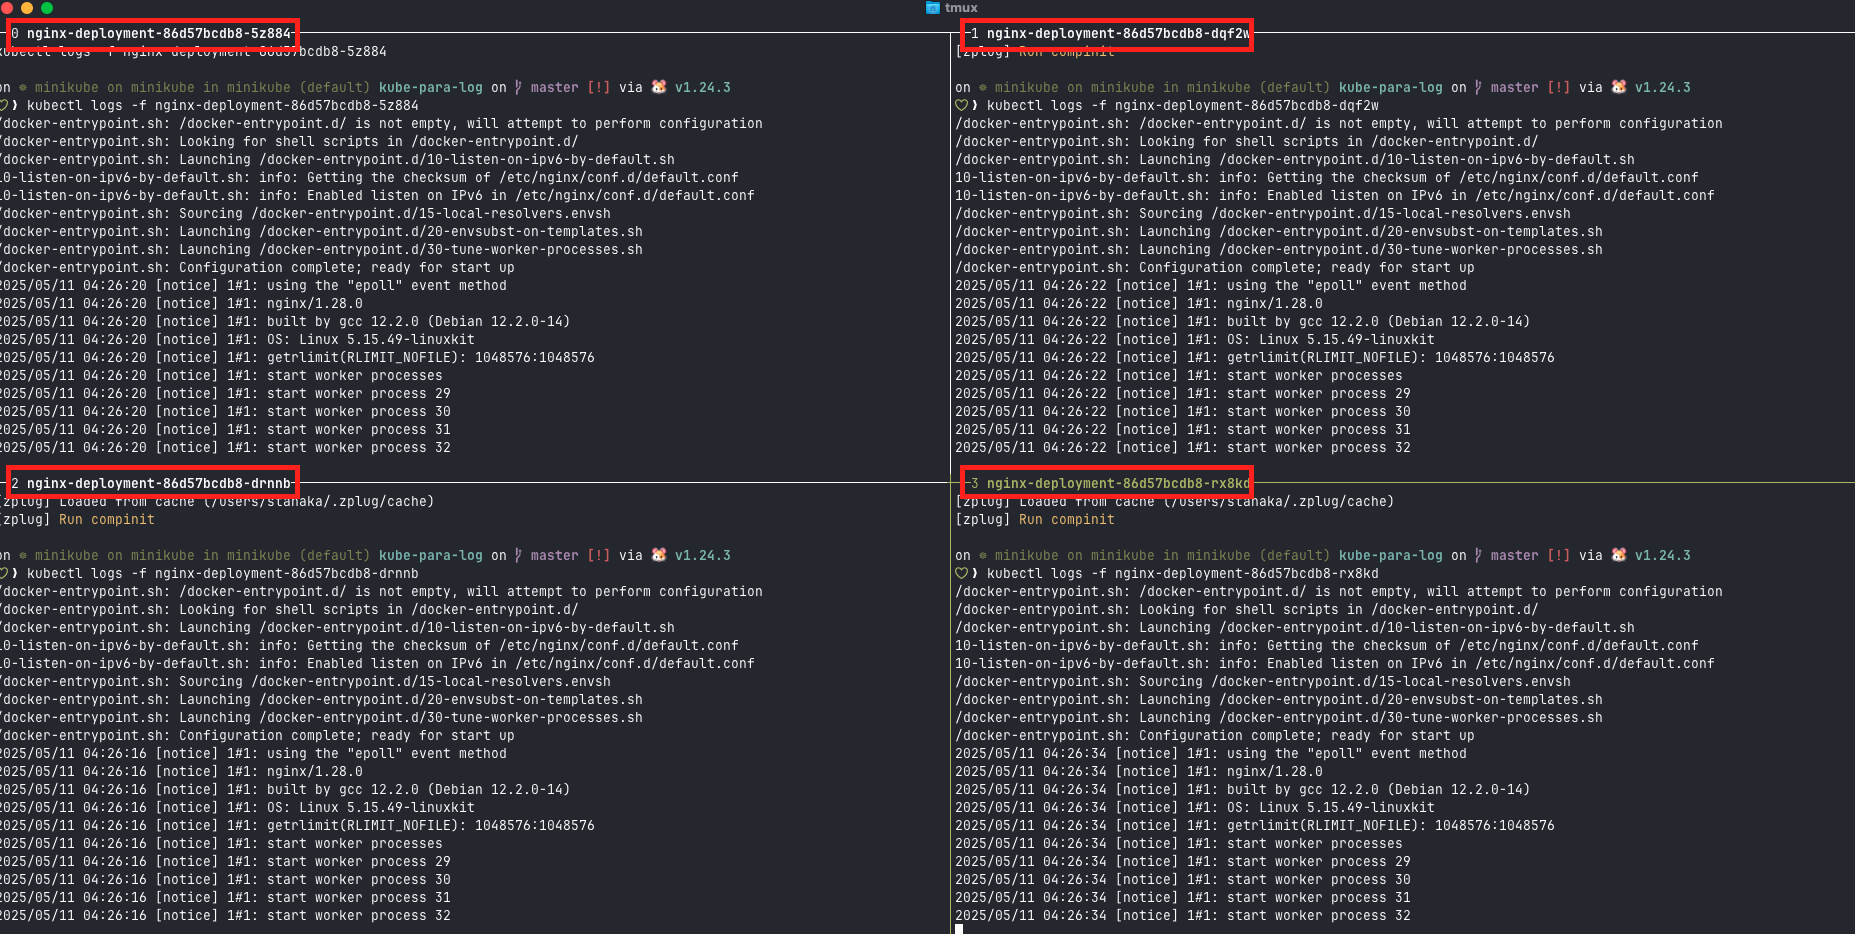 tmux
0 nginx-deployment-86d57bcdb8-5z884
kubectl logs -f nginx-deployment-86d57bcdb8-5z884
on ⎈ minikube on minikube in minikube (default) kube-para-log on master [!] via 🐹 v1.24.3
♡ ❯ kubectl logs -f nginx-deployment-86d57bcdb8-5z884
/docker-entrypoint.sh: /docker-entrypoint.d/ is not empty, will attempt to perform configuration
/docker-entrypoint.sh: Looking for shell scripts in /docker-entrypoint.d/
/docker-entrypoint.sh: Launching /docker-entrypoint.d/10-listen-on-ipv6-by-default.sh
10-listen-on-ipv6-by-default.sh: info: Getting the checksum of /etc/nginx/conf.d/default.conf
10-listen-on-ipv6-by-default.sh: info: Enabled listen on IPv6 in /etc/nginx/conf.d/default.conf
/docker-entrypoint.sh: Sourcing /docker-entrypoint.d/15-local-resolvers.envsh
/docker-entrypoint.sh: Launching /docker-entrypoint.d/20-envsubst-on-templates.sh
/docker-entrypoint.sh: Launching /docker-entrypoint.d/30-tune-worker-processes.sh
/docker-entrypoint.sh: Configuration complete; ready for start up
2025/05/11 04:26:20 [notice] 1#1: using the "epoll" event method
2025/05/11 04:26:20 [notice] 1#1: nginx/1.28.0
2025/05/11 04:26:20 [notice] 1#1: built by gcc 12.2.0 (Debian 12.2.0-14)
2025/05/11 04:26:20 [notice] 1#1: OS: Linux 5.15.49-linuxkit
2025/05/11 04:26:20 [notice] 1#1: getrlimit(RLIMIT_NOFILE): 1048576:1048576
2025/05/11 04:26:20 [notice] 1#1: start worker processes
2025/05/11 04:26:20 [notice] 1#1: start worker process 29
2025/05/11 04:26:20 [notice] 1#1: start worker process 30
2025/05/11 04:26:20 [notice] 1#1: start worker process 31
2025/05/11 04:26:20 [notice] 1#1: start worker process 32
1 nginx-deployment-86d57bcdb8-dqf2w
[zplug] Run compinit
on ⎈ minikube on minikube in minikube (default) kube-para-log on master [!] via 🐹 v1.24.3
♡ ❯ kubectl logs -f nginx-deployment-86d57bcdb8-dqf2w
/docker-entrypoint.sh: /docker-entrypoint.d/ is not empty, will attempt to perform configuration
/docker-entrypoint.sh: Looking for shell scripts in /docker-entrypoint.d/
/docker-entrypoint.sh: Launching /docker-entrypoint.d/10-listen-on-ipv6-by-default.sh
10-listen-on-ipv6-by-default.sh: info: Getting the checksum of /etc/nginx/conf.d/default.conf
10-listen-on-ipv6-by-default.sh: info: Enabled listen on IPv6 in /etc/nginx/conf.d/default.conf
/docker-entrypoint.sh: Sourcing /docker-entrypoint.d/15-local-resolvers.envsh
/docker-entrypoint.sh: Launching /docker-entrypoint.d/20-envsubst-on-templates.sh
/docker-entrypoint.sh: Launching /docker-entrypoint.d/30-tune-worker-processes.sh
/docker-entrypoint.sh: Configuration complete; ready for start up
2025/05/11 04:26:22 [notice] 1#1: using the "epoll" event method
2025/05/11 04:26:22 [notice] 1#1: nginx/1.28.0
2025/05/11 04:26:22 [notice] 1#1: built by gcc 12.2.0 (Debian 12.2.0-14)
2025/05/11 04:26:22 [notice] 1#1: OS: Linux 5.15.49-linuxkit
2025/05/11 04:26:22 [notice] 1#1: getrlimit(RLIMIT_NOFILE): 1048576:1048576
2025/05/11 04:26:22 [notice] 1#1: start worker processes
2025/05/11 04:26:22 [notice] 1#1: start worker process 29
2025/05/11 04:26:22 [notice] 1#1: start worker process 30
2025/05/11 04:26:22 [notice] 1#1: start worker process 31
2025/05/11 04:26:22 [notice] 1#1: start worker process 32
2 nginx-deployment-86d57bcdb8-drnnb
[zplug] Loaded from cache (/Users/stanaka/.zplug/cache)
[zplug] Run compinit
on ⎈ minikube on minikube in minikube (default) kube-para-log on master [!] via 🐹 v1.24.3
♡ ❯ kubectl logs -f nginx-deployment-86d57bcdb8-drnnb
/docker-entrypoint.sh: /docker-entrypoint.d/ is not empty, will attempt to perform configuration
/docker-entrypoint.sh: Looking for shell scripts in /docker-entrypoint.d/
/docker-entrypoint.sh: Launching /docker-entrypoint.d/10-listen-on-ipv6-by-default.sh
10-listen-on-ipv6-by-default.sh: info: Getting the checksum of /etc/nginx/conf.d/default.conf
10-listen-on-ipv6-by-default.sh: info: Enabled listen on IPv6 in /etc/nginx/conf.d/default.conf
/docker-entrypoint.sh: Sourcing /docker-entrypoint.d/15-local-resolvers.envsh
/docker-entrypoint.sh: Launching /docker-entrypoint.d/20-envsubst-on-templates.sh
/docker-entrypoint.sh: Launching /docker-entrypoint.d/30-tune-worker-processes.sh
/docker-entrypoint.sh: Configuration complete; ready for start up
2025/05/11 04:26:16 [notice] 1#1: using the "epoll" event method
2025/05/11 04:26:16 [notice] 1#1: nginx/1.28.0
2025/05/11 04:26:16 [notice] 1#1: built by gcc 12.2.0 (Debian 12.2.0-14)
2025/05/11 04:26:16 [notice] 1#1: OS: Linux 5.15.49-linuxkit
2025/05/11 04:26:16 [notice] 1#1: getrlimit(RLIMIT_NOFILE): 1048576:1048576
2025/05/11 04:26:16 [notice] 1#1: start worker processes
2025/05/11 04:26:16 [notice] 1#1: start worker process 29
2025/05/11 04:26:16 [notice] 1#1: start worker process 30
2025/05/11 04:26:16 [notice] 1#1: start worker process 31
2025/05/11 04:26:16 [notice] 1#1: start worker process 32
3 nginx-deployment-86d57bcdb8-rx8kd
[zplug] Loaded from cache (/Users/stanaka/.zplug/cache)
[zplug] Run compinit
on ⎈ minikube on minikube in minikube (default) kube-para-log on master [!] via 🐹 v1.24.3
♡ ❯ kubectl logs -f nginx-deployment-86d57bcdb8-rx8kd
/docker-entrypoint.sh: /docker-entrypoint.d/ is not empty, will attempt to perform configuration
/docker-entrypoint.sh: Looking for shell scripts in /docker-entrypoint.d/
/docker-entrypoint.sh: Launching /docker-entrypoint.d/10-listen-on-ipv6-by-default.sh
10-listen-on-ipv6-by-default.sh: info: Getting the checksum of /etc/nginx/conf.d/default.conf
10-listen-on-ipv6-by-default.sh: info: Enabled listen on IPv6 in /etc/nginx/conf.d/default.conf
/docker-entrypoint.sh: Sourcing /docker-entrypoint.d/15-local-resolvers.envsh
/docker-entrypoint.sh: Launching /docker-entrypoint.d/20-envsubst-on-templates.sh
/docker-entrypoint.sh: Launching /docker-entrypoint.d/30-tune-worker-processes.sh
/docker-entrypoint.sh: Configuration complete; ready for start up
2025/05/11 04:26:34 [notice] 1#1: using the "epoll" event method
2025/05/11 04:26:34 [notice] 1#1: nginx/1.28.0
2025/05/11 04:26:34 [notice] 1#1: built by gcc 12.2.0 (Debian 12.2.0-14)
2025/05/11 04:26:34 [notice] 1#1: OS: Linux 5.15.49-linuxkit
2025/05/11 04:26:34 [notice] 1#1: getrlimit(RLIMIT_NOFILE): 1048576:1048576
2025/05/11 04:26:34 [notice] 1#1: start worker processes
2025/05/11 04:26:34 [notice] 1#1: start worker process 29
2025/05/11 04:26:34 [notice] 1#1: start worker process 30
2025/05/11 04:26:34 [notice] 1#1: start worker process 31
2025/05/11 04:26:34 [notice] 1#1: start worker process 32